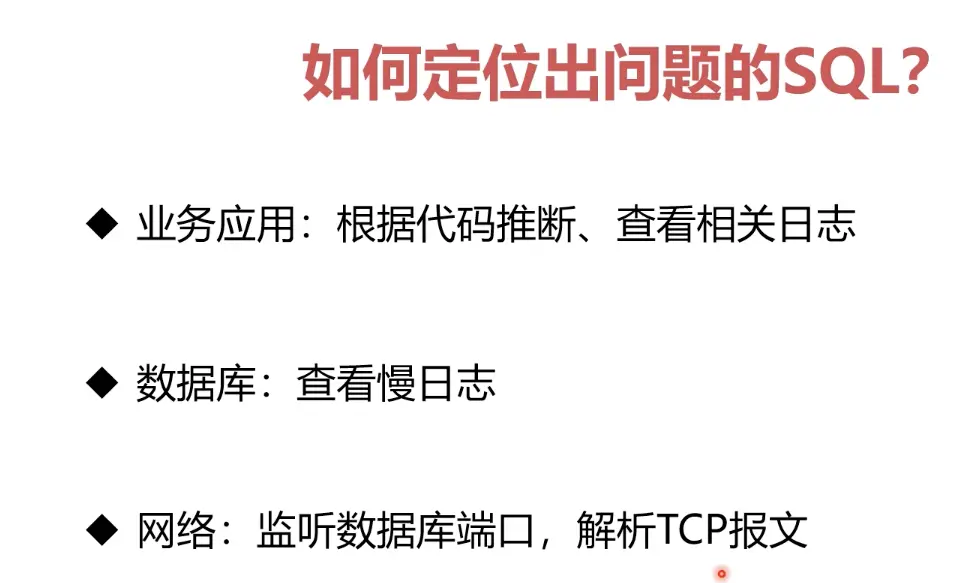 如何定位出问题的SQL?
◆ 业务应用：根据代码推断、查看相关日志
◆ 数据库：查看慢日志
◆ 网络：监听数据库端口，解析TCP报文